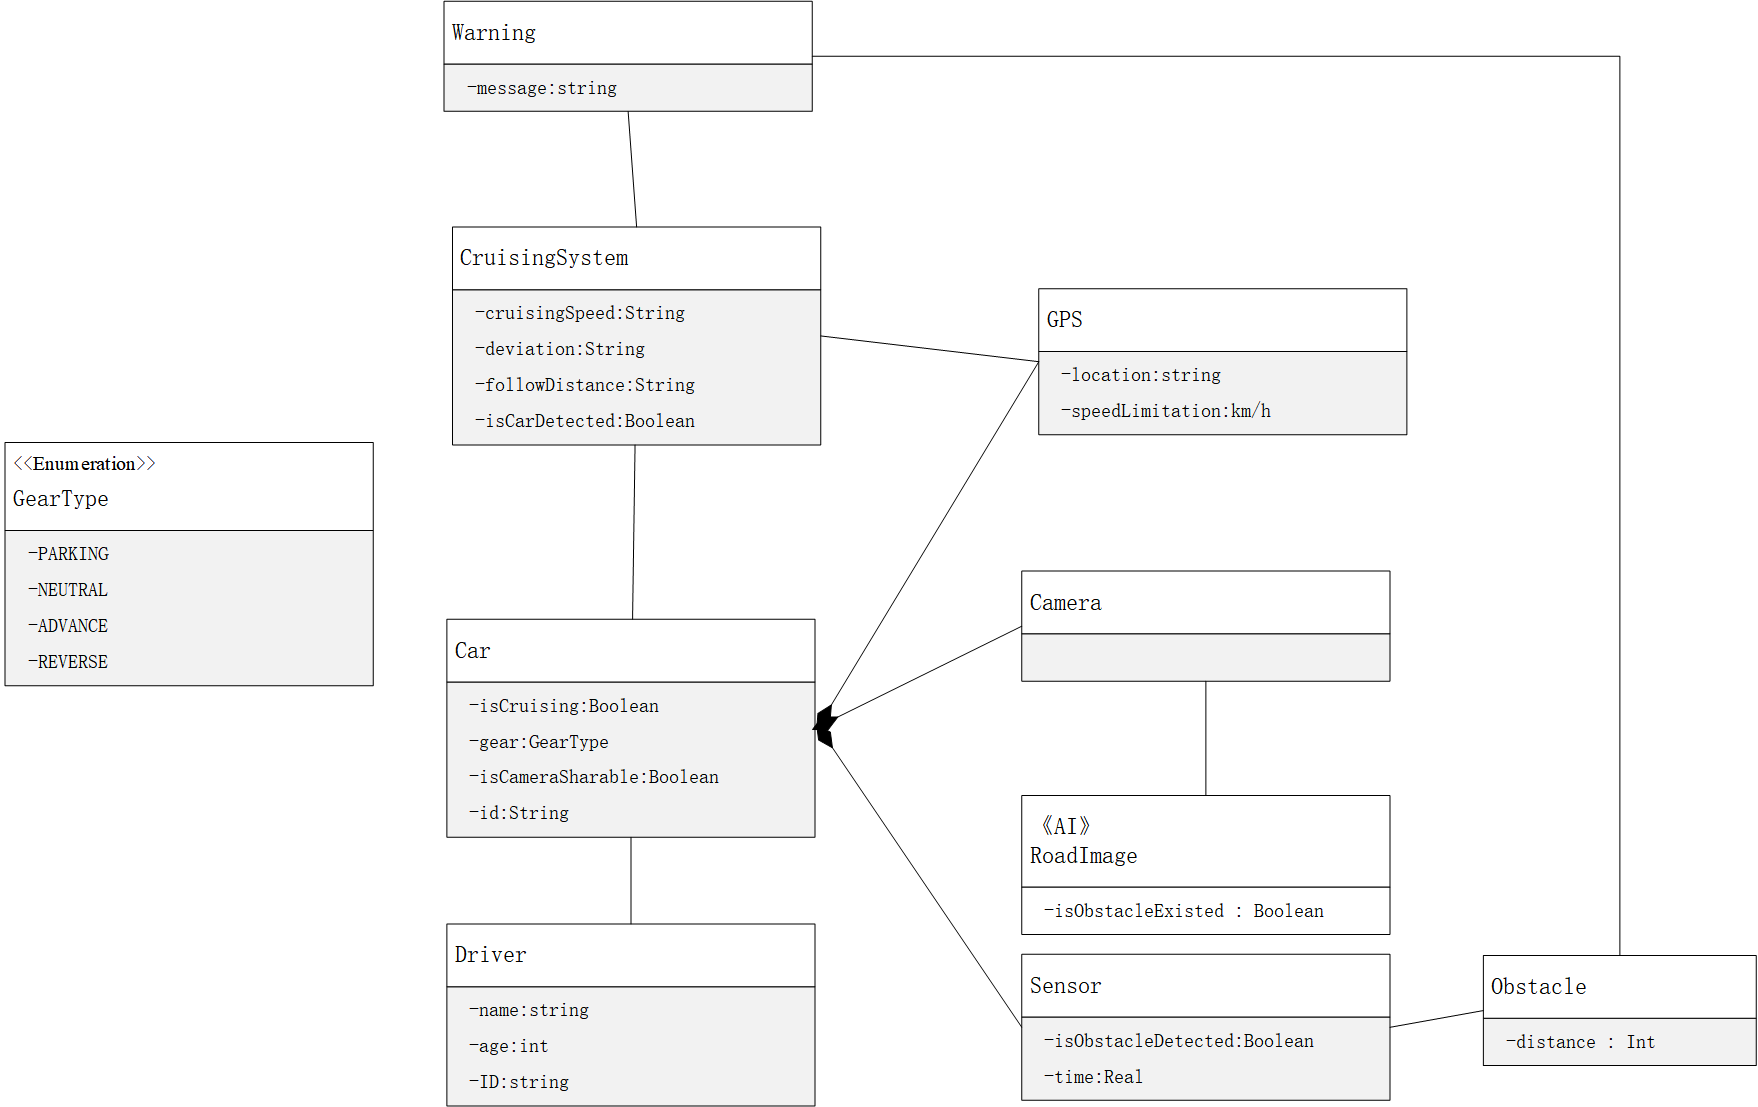 Warning
-message:string
CruisingSystem
-cruisingSpeed:String
-deviation:String
-followDistance:String
-isCarDetected:Boolean
GPS
-location:string
-speedLimitation:km/h
<<Enumeration>>
GearType
-PARKING
-NEUTRAL
-ADVANCE
-REVERSE
Car
-isCruising:Boolean
-gear:GearType
-isCameraSharable:Boolean
-id:String
Camera
《AI》
RoadImage
-isObstacleExisted : Boolean
Driver
-name:string
-age:int
-ID:string
Sensor
-isObstacleDetected:Boolean
-time:Real
Obstacle
-distance : Int